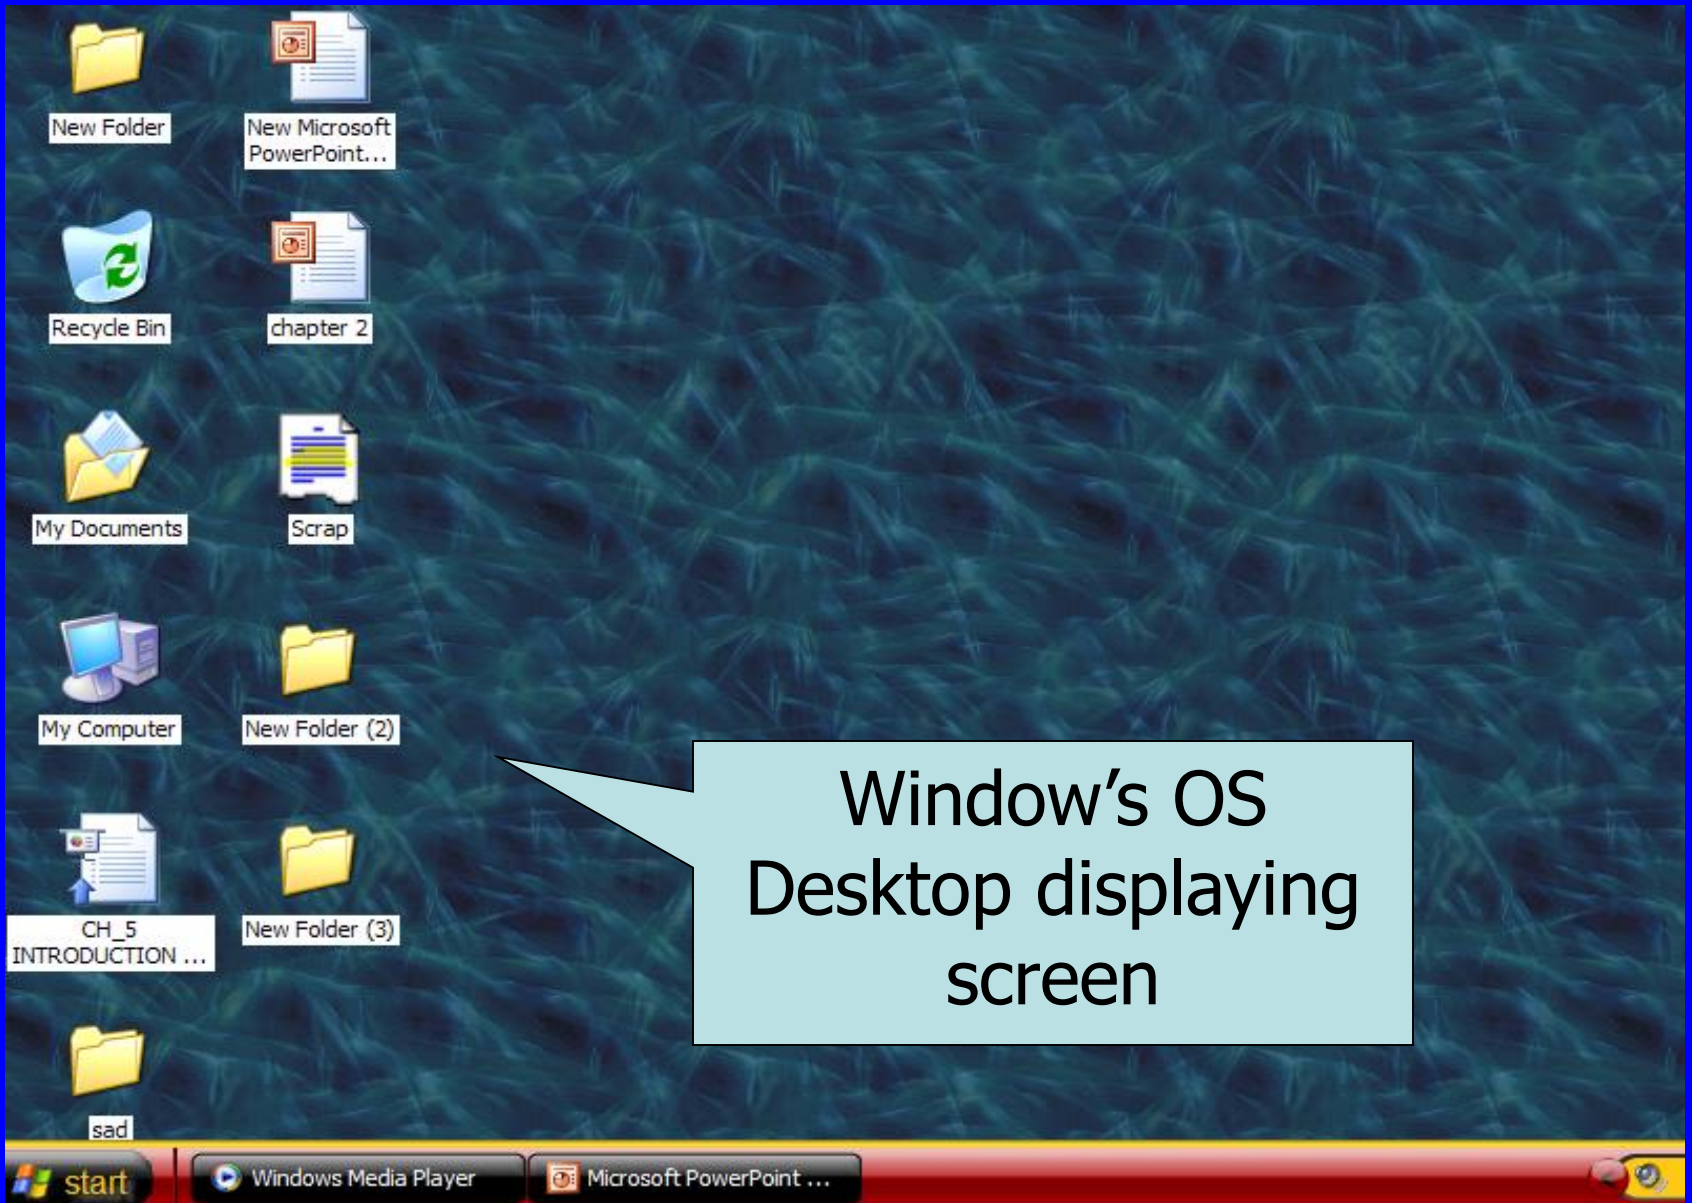 New Folder
New Microsoft
PowerPoint...
Recycle Bin
chapter 2
My Documents
Scrap
My Computer
New Folder (2)
CH_5
INTRODUCTION ...
New Folder (3)
sad
Window’s OS
Desktop displaying
screen
start
Windows Media Player
Microsoft PowerPoint ...